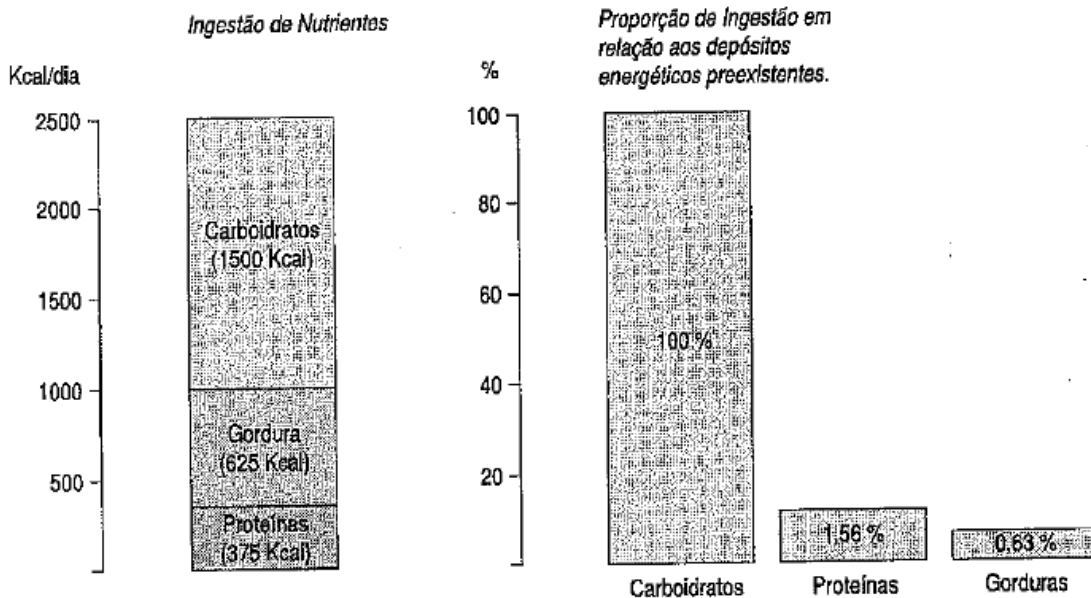 Ingestão de Nutrientes
Kcal/dia
2500
2000
1500
1000
500
Carboidratos
(1500 Kcal)
Gordura
(625 Kcal)
Proteínas
(375 Kcal)
Proporção de Ingestão em
relação aos depósitos
energéticos preexistentes.
%
100
80
60
40
20
100 %
1,56 %
0,63 %
Carboidratos
Proteínas
Gorduras